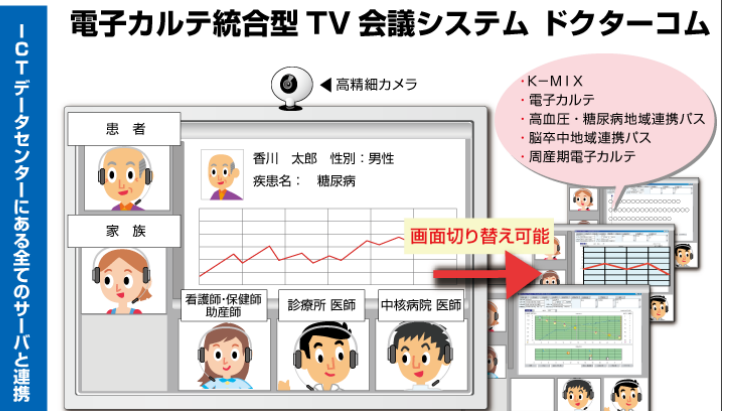 電子カルテ統合型 TV 会議システム ドクターコム
ICT データセンターにある全てのサーバと連携
◀高精細カメラ
・K−MIX
・電子カルテ
・高血圧・糖尿病地域連携パス
・脳卒中地域連携パス
・周産期電子カルテ
患 者
香川 太郎 性別：男性
疾患名： 糖尿病
家 族
画面切り替え可能
看護師・保健師
助産師
診療所 医師
中核病院 医師